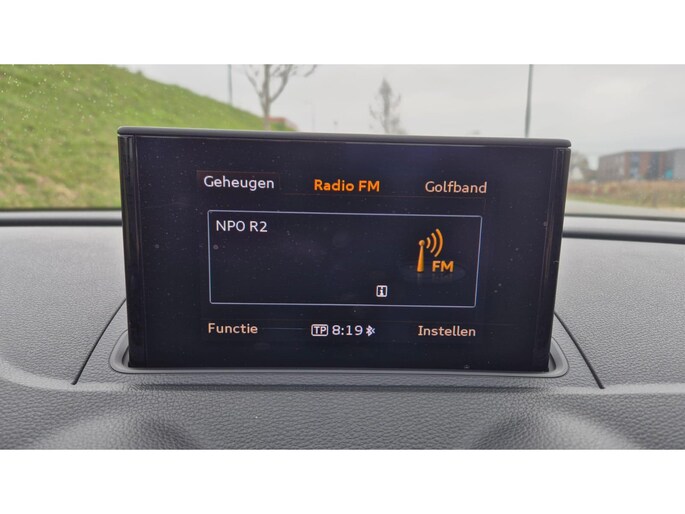 Geheugen Radio FM Golfband
NPO R2
FM
i
Functie TP 8:19 Instellen